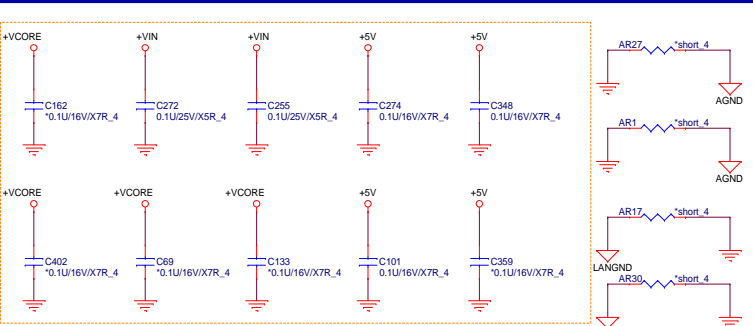 +VCORE
+VIN
+VIN
+5V
+5V
AR27
*short_4
C162
*0.1U/16V/X7R_4
C272
0.1U/25V/X5R_4
C255
0.1U/25V/X5R_4
C274
0.1U/16V/X7R_4
C348
0.1U/16V/X7R_4
AGND
AR1
*short_4
AGND
+VCORE
+VCORE
+VCORE
+5V
+5V
AR17
*short_4
C402
*0.1U/16V/X7R_4
C69
*0.1U/16V/X7R_4
C133
*0.1U/16V/X7R_4
C101
0.1U/16V/X7R_4
C359
*0.1U/16V/X7R_4
LANGND
AR30
*short_4